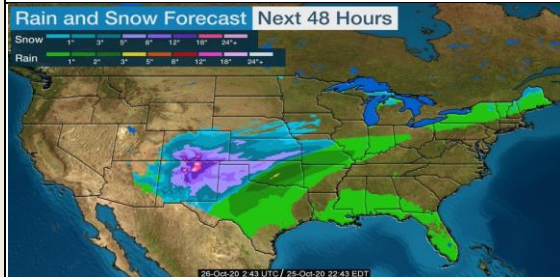 Rain and Snow Forecast Next 48 Hours
Snow 1" 3" 5" 8" 12" 18" 24"+
Rain 1" 2" 3" 5" 8" 12" 18" 24"+
26-Oct-20 2:43 UTC / 25-Oct-20 22:43 EDT